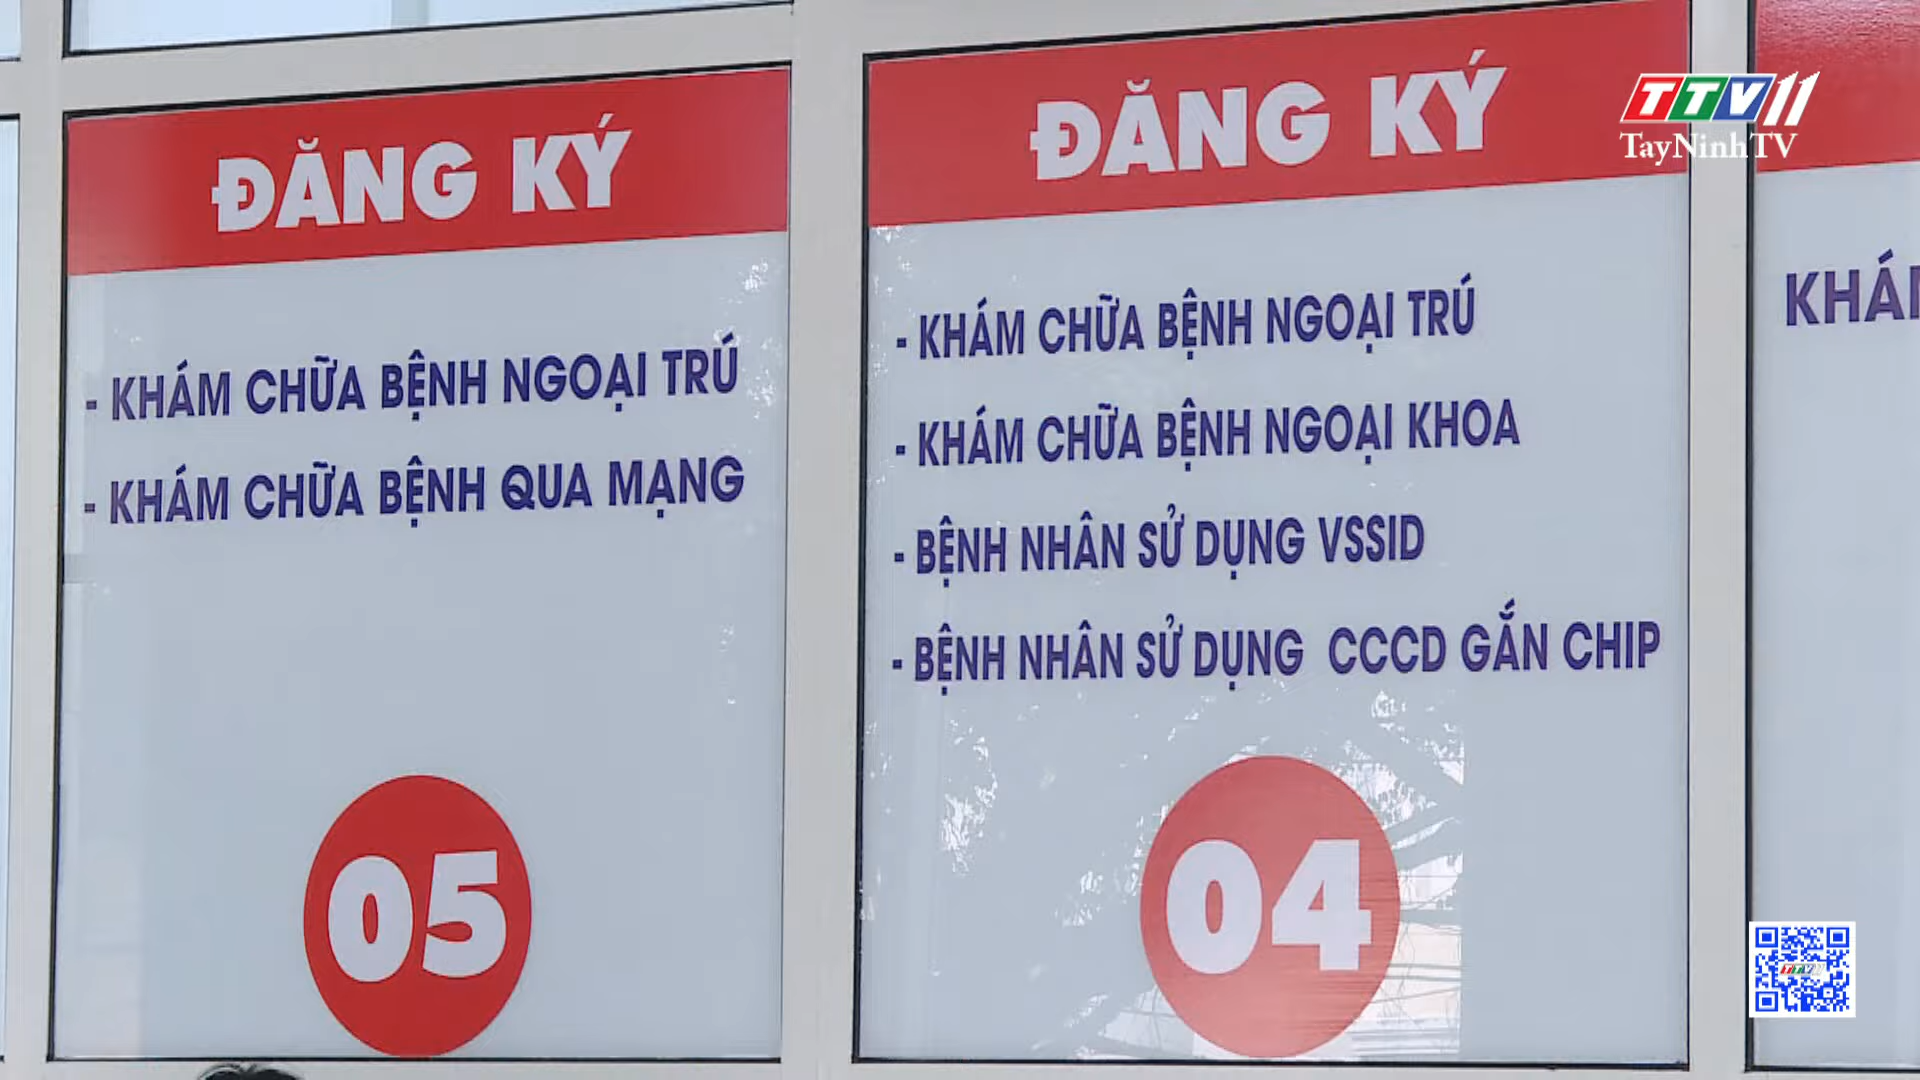 ĐĂNG KÝ
- KHÁM CHỮA BỆNH NGOẠI TRÚ
- KHÁM CHỮA BỆNH QUA MẠNG
05
ĐĂNG KÝ
- KHÁM CHỮA BỆNH NGOẠI TRÚ
- KHÁM CHỮA BỆNH NGOẠI KHOA
- BỆNH NHÂN SỬ DỤNG VSSID
- BỆNH NHÂN SỬ DỤNG CCCD GẮN CHIP
04
TTV11
TayNinhTV
TTV11